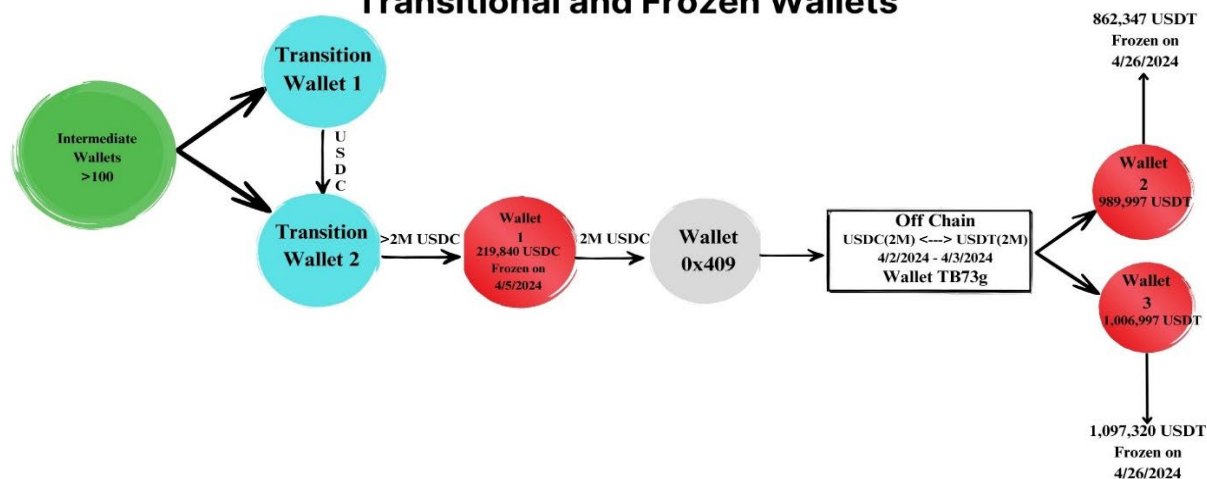 Transitional and Frozen Wallets
Intermediate
Wallets
>100
Transition
Wallet 1
U
S
D
C
Transition
Wallet 2
>2M USDC
Wallet
1
219,840 USDC
Frozen on
4/5/2024
2M USDC
Wallet
0x409
Off Chain
USDC(2M) <---> USDT(2M)
4/2/2024 - 4/3/2024
Wallet TB73g
862,347 USDT
Frozen on
4/26/2024
Wallet
2
989,997 USDT
Wallet
3
1,006,997 USDT
1,097,320 USDT
Frozen on
4/26/2024